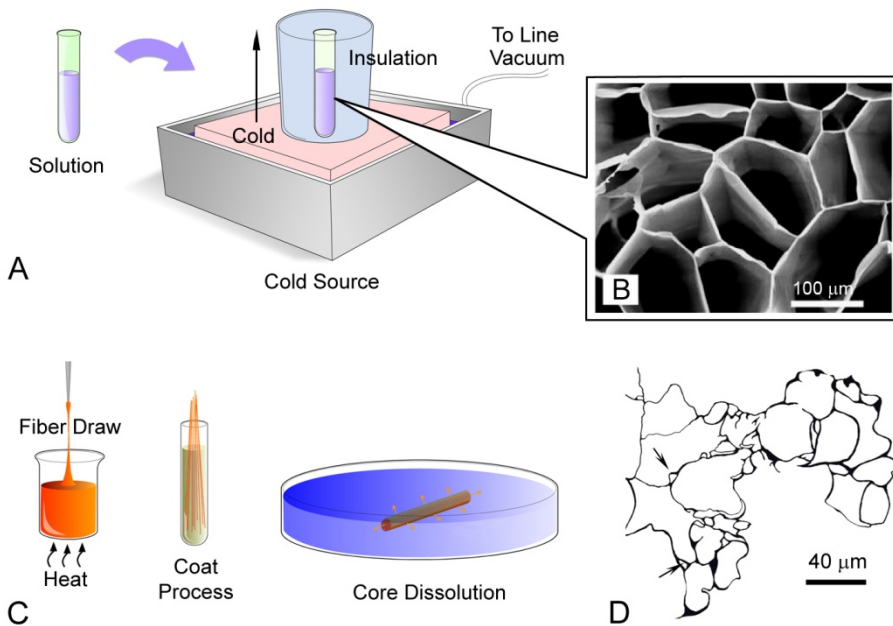 Solution
Cold
Insulation
To Line
Vacuum
Cold Source
A
B
100 μm
Fiber Draw
Heat
Coat
Process
Core Dissolution
C
40 μm
D